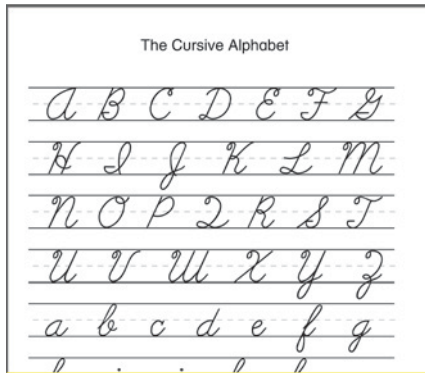 The Cursive Alphabet
A B C D E F G
H I J K L M
N O P Q R S T
U V W X Y Z
a b c d e f g